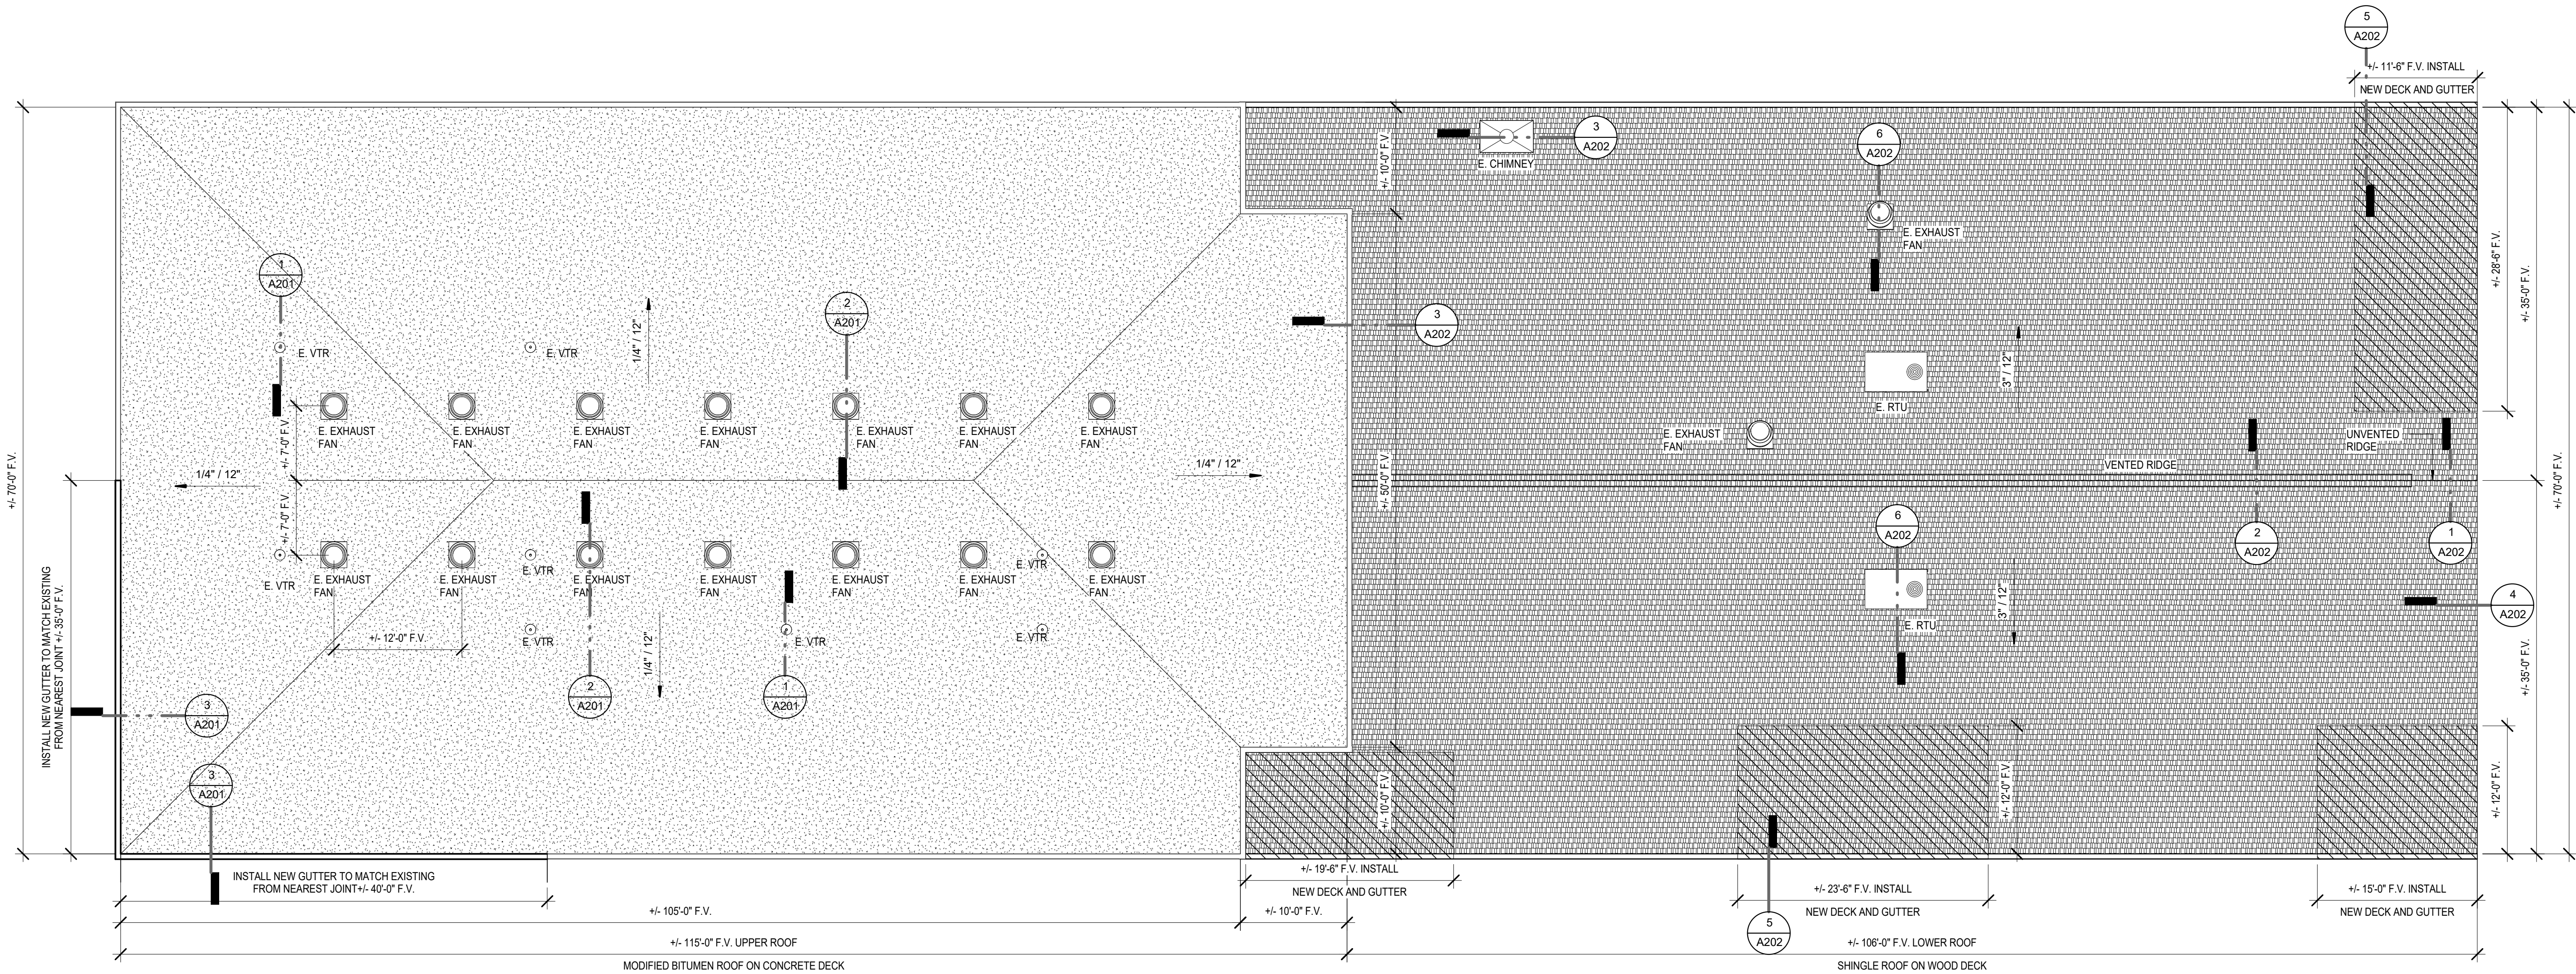 5
A202
+/- 11'-6" F.V. INSTALL
NEW DECK AND GUTTER
3
A202
E. CHIMNEY
6
A202
E. EXHAUST
FAN
+/- 10'-0" F.V.
+/- 28'-6" F.V.
+/- 35'-0" F.V.
+/- 70'-0" F.V.
1
A201
2
A201
3
A202
E. VTR
E. VTR
1/4" / 12"
3" / 12"
E. RTU
E. EXHAUST
FAN
E. EXHAUST
FAN
E. EXHAUST
FAN
E. EXHAUST
FAN
E. EXHAUST
FAN
E. EXHAUST
FAN
E. EXHAUST
FAN
E. EXHAUST
FAN
UNVENTED
RIDGE
VENTED RIDGE
+/- 7'-0" F.V.
+/- 7'-0" F.V.
+/- 70'-0" F.V.
1/4" / 12"
1/4" / 12"
+/- 50'-0" F.V.
6
A202
2
A202
1
A202
4
A202
E. VTR
E. VTR
E. VTR
E. EXHAUST
FAN
E. EXHAUST
FAN
E. EXHAUST
FAN
E. EXHAUST
FAN
E. EXHAUST
FAN
E. EXHAUST
FAN
E. EXHAUST
FAN
3" / 12"
E. RTU
+/- 12'-0" F.V.
E. VTR
E. VTR
E. VTR
1/4" / 12"
INSTALL NEW GUTTER TO MATCH EXISTING
FROM NEAREST JOINT +/- 35'-0" F.V.
+/- 35'-0" F.V.
2
A201
1
A201
3
A201
3
A201
+/- 10'-0" F.V.
+/- 12'-0" F.V.
+/- 12'-0" F.V.
INSTALL NEW GUTTER TO MATCH EXISTING
FROM NEAREST JOINT+/- 40'-0" F.V.
+/- 19'-6" F.V. INSTALL
NEW DECK AND GUTTER
+/- 23'-6" F.V. INSTALL
NEW DECK AND GUTTER
+/- 15'-0" F.V. INSTALL
NEW DECK AND GUTTER
+/- 105'-0" F.V.
+/- 10'-0" F.V.
5
A202
+/- 115'-0" F.V. UPPER ROOF
MODIFIED BITUMEN ROOF ON CONCRETE DECK
+/- 106'-0" F.V. LOWER ROOF
SHINGLE ROOF ON WOOD DECK